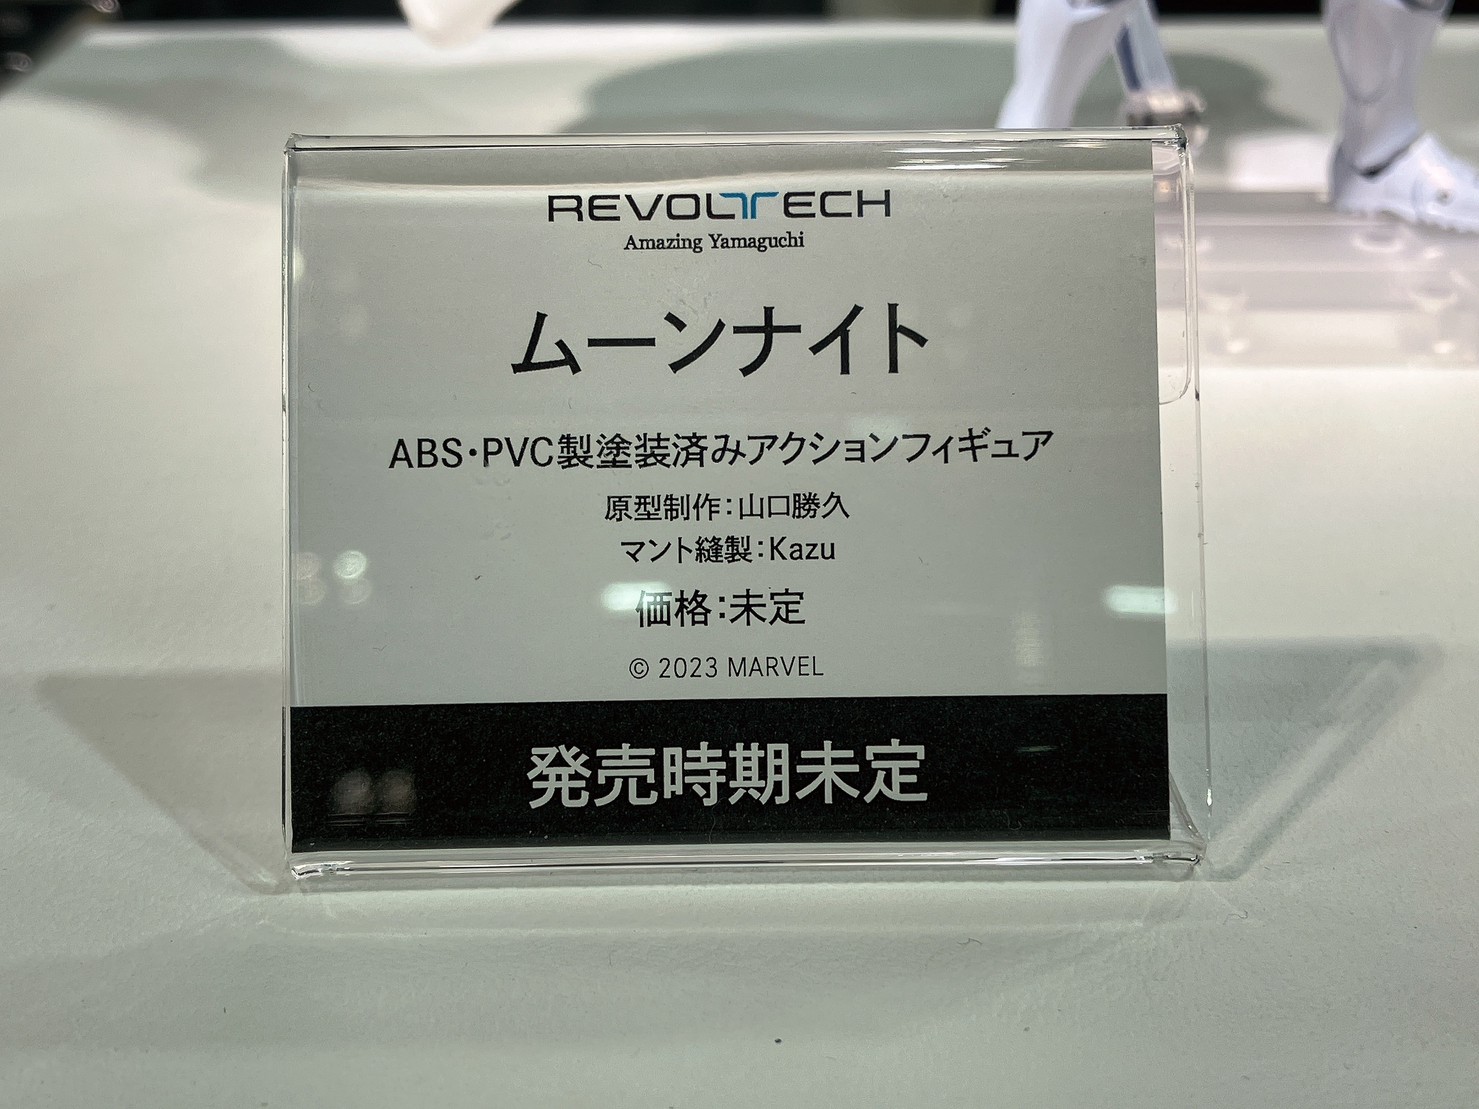 REVOLTECH
Amazing Yamaguchi
ムーンナイト
ABS・PVC製塗装済みアクションフィギュア
原型制作：山口勝久
マント縫製：Kazu
価格：未定
© 2023 MARVEL
発売時期未定